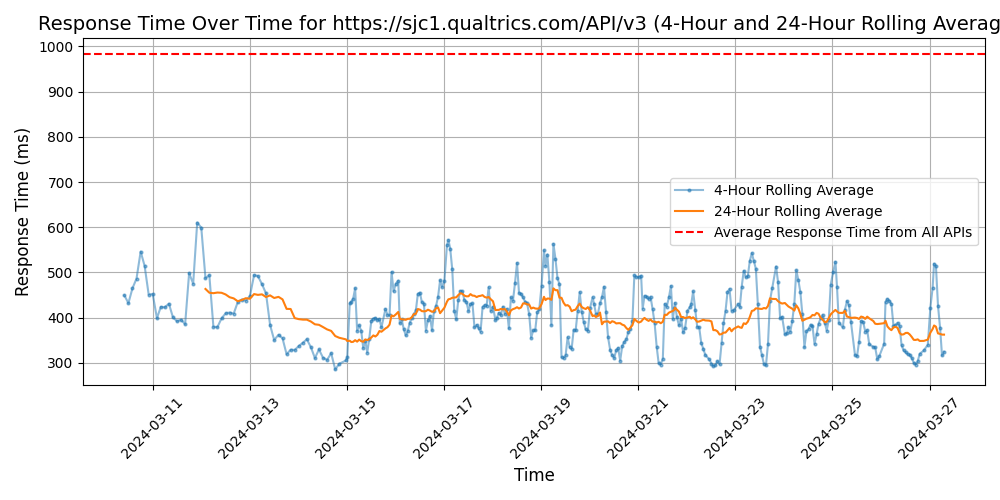 Response Time Over Time for https://sjc1.qualtrics.com/API/v3 (4-Hour and 24-Hour Rolling Averag
Response Time (ms)
1000
900
800
700
600
500
400
300
4-Hour Rolling Average
24-Hour Rolling Average
Average Response Time from All APIs
2024-03-11
2024-03-13
2024-03-15
2024-03-17
2024-03-19
2024-03-21
2024-03-23
2024-03-25
2024-03-27
Time